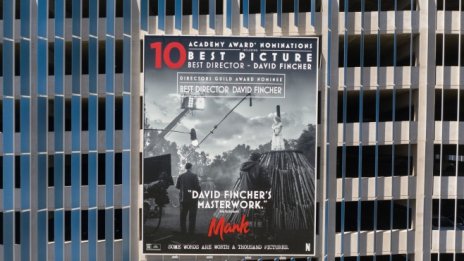 10 ACADEMY AWARD® NOMINATIONS
BEST PICTURE
BEST DIRECTOR - DAVID FINCHER
DIRECTORS GUILD AWARD NOMINEE
BEST DIRECTOR DAVID FINCHER
"DAVID FINCHER'S
MASTERWORK."
Mank
SOME WORDS ARE WORTH A THOUSAND PICTURES.
N